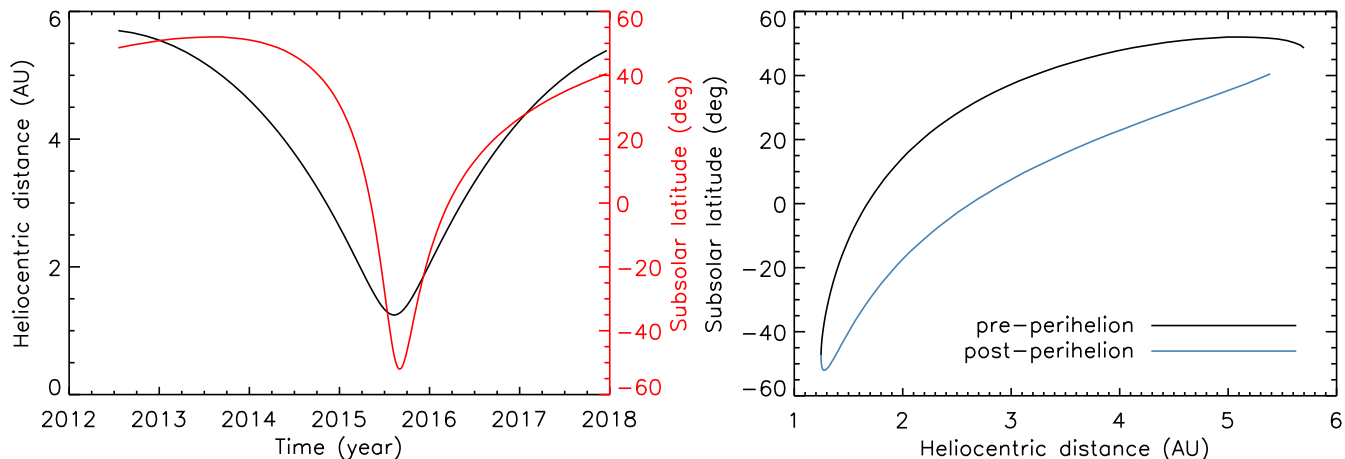 6
4
2
0
Heliocentric distance (AU)
60
40
20
0
−20
−40
−60
Subsolar latitude (deg)
2012 2013 2014 2015 2016 2017 2018
Time (year)
60
40
20
0
−20
−40
−60
Subsolar latitude (deg)
pre−perihelion
post−perihelion
1 2 3 4 5 6
Heliocentric distance (AU)